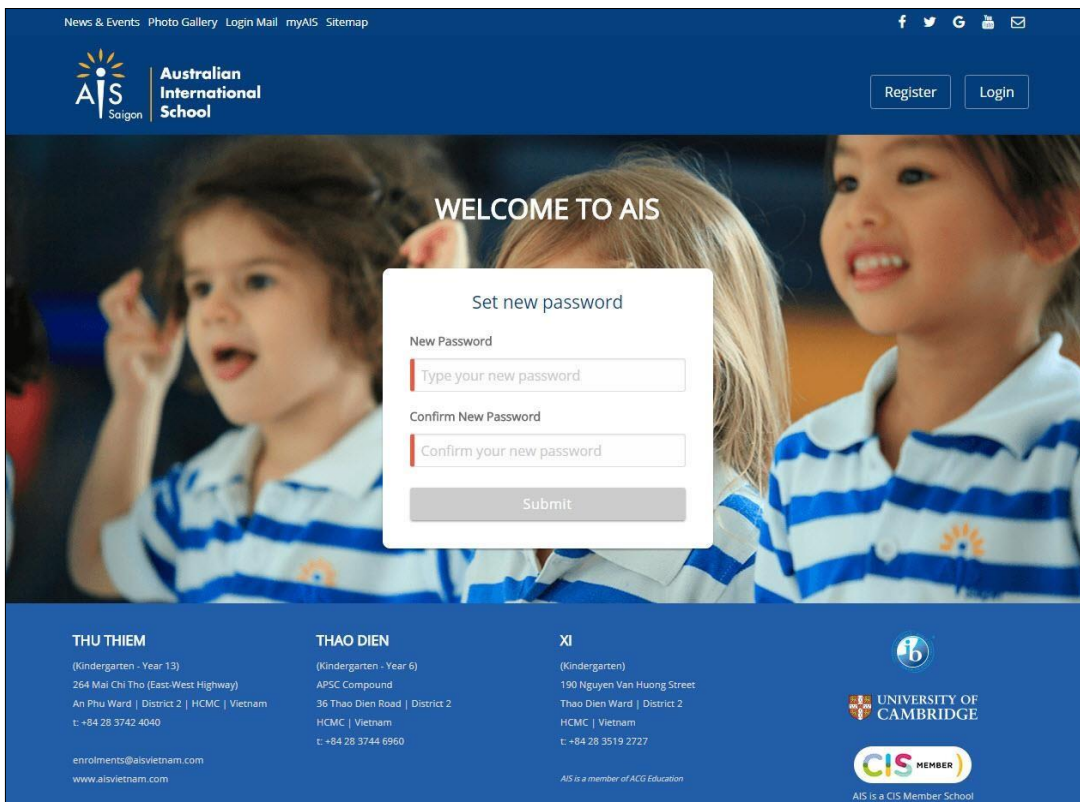 News & Events Photo Gallery Login Mail myAIS Sitemap
AIS
Saigon
Australian
International
School
Register
Login
WELCOME TO AIS
Set new password
New Password
Type your new password
Confirm New Password
Confirm your new password
Submit
THU THIEM
(Kindergarten - Year 13)
264 Mai Chi Tho (East-West Highway)
An Phu Ward | District 2 | HCMC | Vietnam
t: +84 28 3742 4040
enrolments@aisvietnam.com
www.aisvietnam.com
THAO DIEN
(Kindergarten - Year 6)
APSC Compound
36 Thao Dien Road | District 2
HCMC | Vietnam
t: +84 28 3744 6960
XI
(Kindergarten)
190 Nguyen Van Huong Street
Thao Dien Ward | District 2
HCMC | Vietnam
t: +84 28 3519 2727
AIS is a member of ACG Education
ib
UNIVERSITY OF
CAMBRIDGE
CIS MEMBER
AIS is a CIS Member School